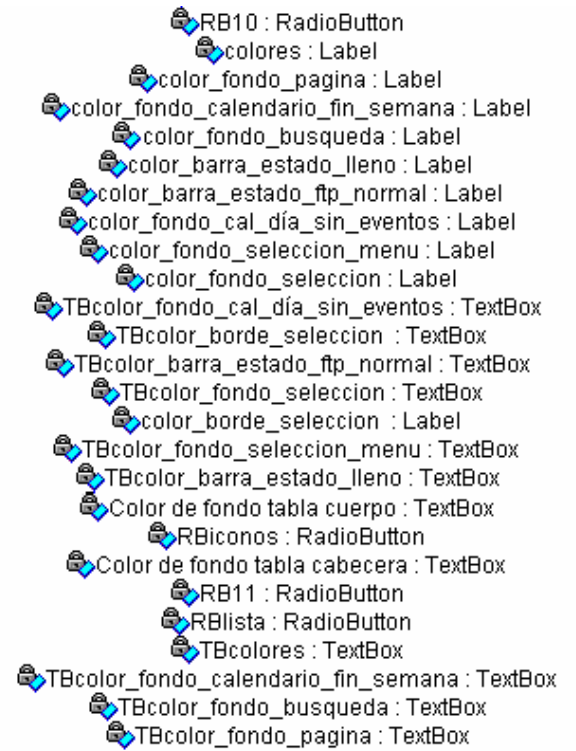 RB10 : RadioButton
colores : Label
color_fondo_pagina : Label
color_fondo_calendario_fin_semana : Label
color_fondo_busqueda : Label
color_barra_estado_lleno : Label
color_barra_estado_ftp_normal : Label
color_fondo_cal_día_sin_eventos : Label
color_fondo_seleccion_menu : Label
color_fondo_seleccion : Label
TBcolor_fondo_cal_día_sin_eventos : TextBox
TBcolor_borde_seleccion : TextBox
TBcolor_barra_estado_ftp_normal : TextBox
TBcolor_fondo_seleccion : TextBox
color_borde_seleccion : Label
TBcolor_fondo_seleccion_menu : TextBox
TBcolor_barra_estado_lleno : TextBox
Color de fondo tabla cuerpo : TextBox
RBiconos : RadioButton
Color de fondo tabla cabecera : TextBox
RB11 : RadioButton
RBlista : RadioButton
TBcolores : TextBox
TBcolor_fondo_calendario_fin_semana : TextBox
TBcolor_fondo_busqueda : TextBox
TBcolor_fondo_pagina : TextBox